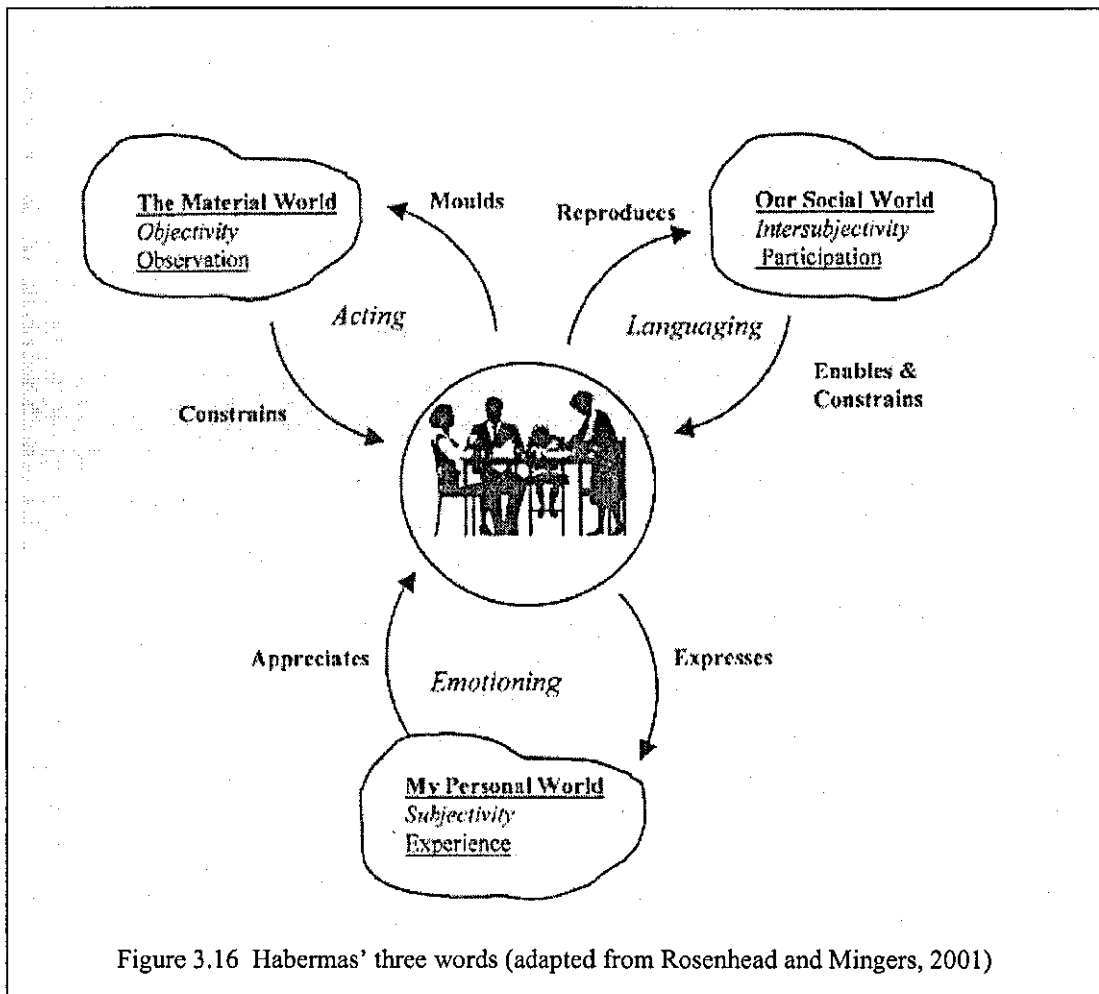 The Material World
Objectivity
Observation
Moulds
Reproduces
Our Social World
Intersubjectivity
Participation
Acting
Languaging
Constrains
Enables &
Constrains
Appreciates
Emotioning
Expresses
My Personal World
Subjectivity
Experience
Figure 3.16 Habermas' three words (adapted from Rosenhead and Mingers, 2001)